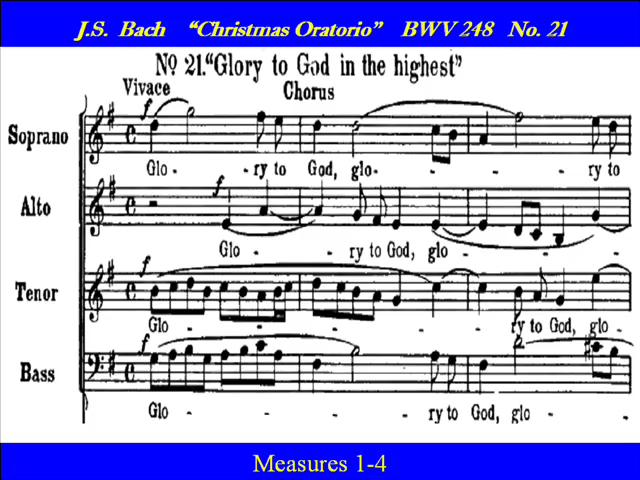 J.S. Bach "Christmas Oratorio" BWV 248 No. 21
No 21. "Glory to God in the highest"
Vivace
Chorus
f
Soprano
Glo - - - ry to God, glo - - - - ry to
f
Alto
Glo - - - ry to God, glo - - -
f
Tenor
Glo - - - - - - - ry to God, glo -
f
Bass
Glo - - - - - ry to God, glo - - -
Measures 1-4